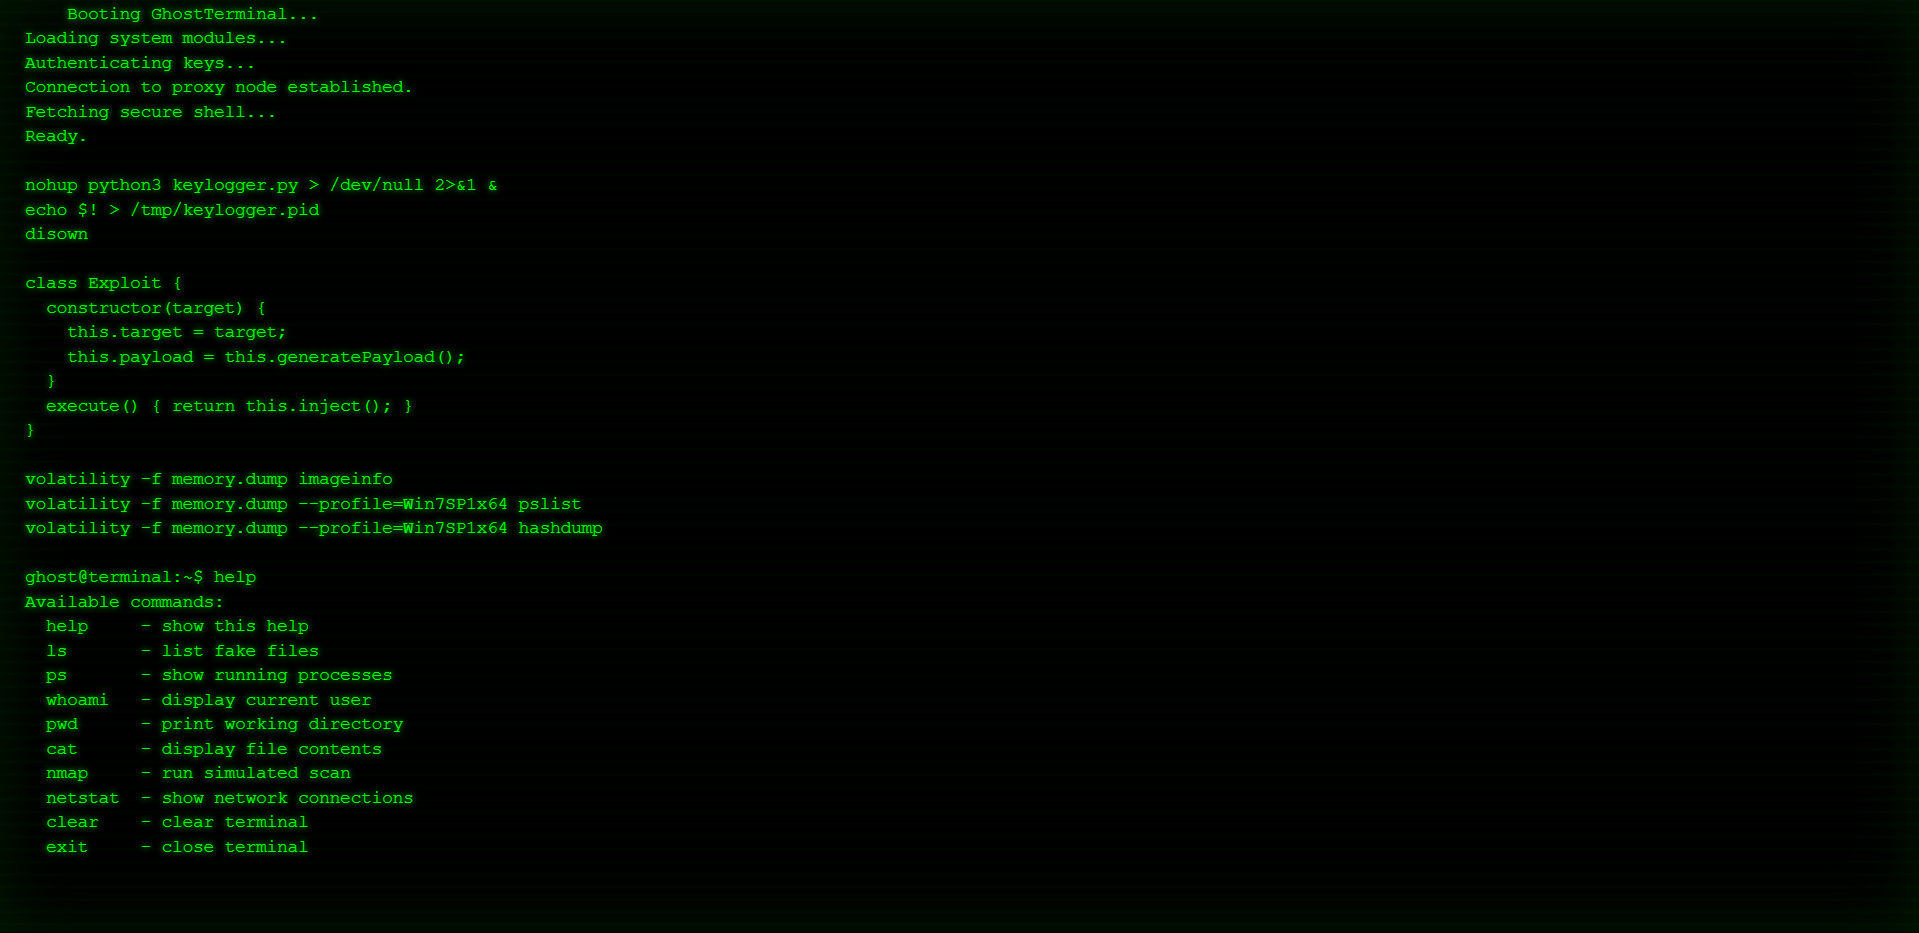 Booting GhostTerminal...
Loading system modules...
Authenticating keys...
Connection to proxy node established.
Fetching secure shell...
Ready.

nohup python3 keylogger.py > /dev/null 2>&1 &
echo $! > /tmp/keylogger.pid
disown

class Exploit {
  constructor(target) {
    this.target = target;
    this.payload = this.generatePayload();
  }
  execute() { return this.inject(); }
}

volatility -f memory.dump imageinfo
volatility -f memory.dump --profile=Win7SP1x64 pslist
volatility -f memory.dump --profile=Win7SP1x64 hashdump

ghost@terminal:~$ help
Available commands:
  help     - show this help
  ls       - list fake files
  ps       - show running processes
  whoami   - display current user
  pwd      - print working directory
  cat      - display file contents
  nmap     - run simulated scan
  netstat  - show network connections
  clear    - clear terminal
  exit     - close terminal